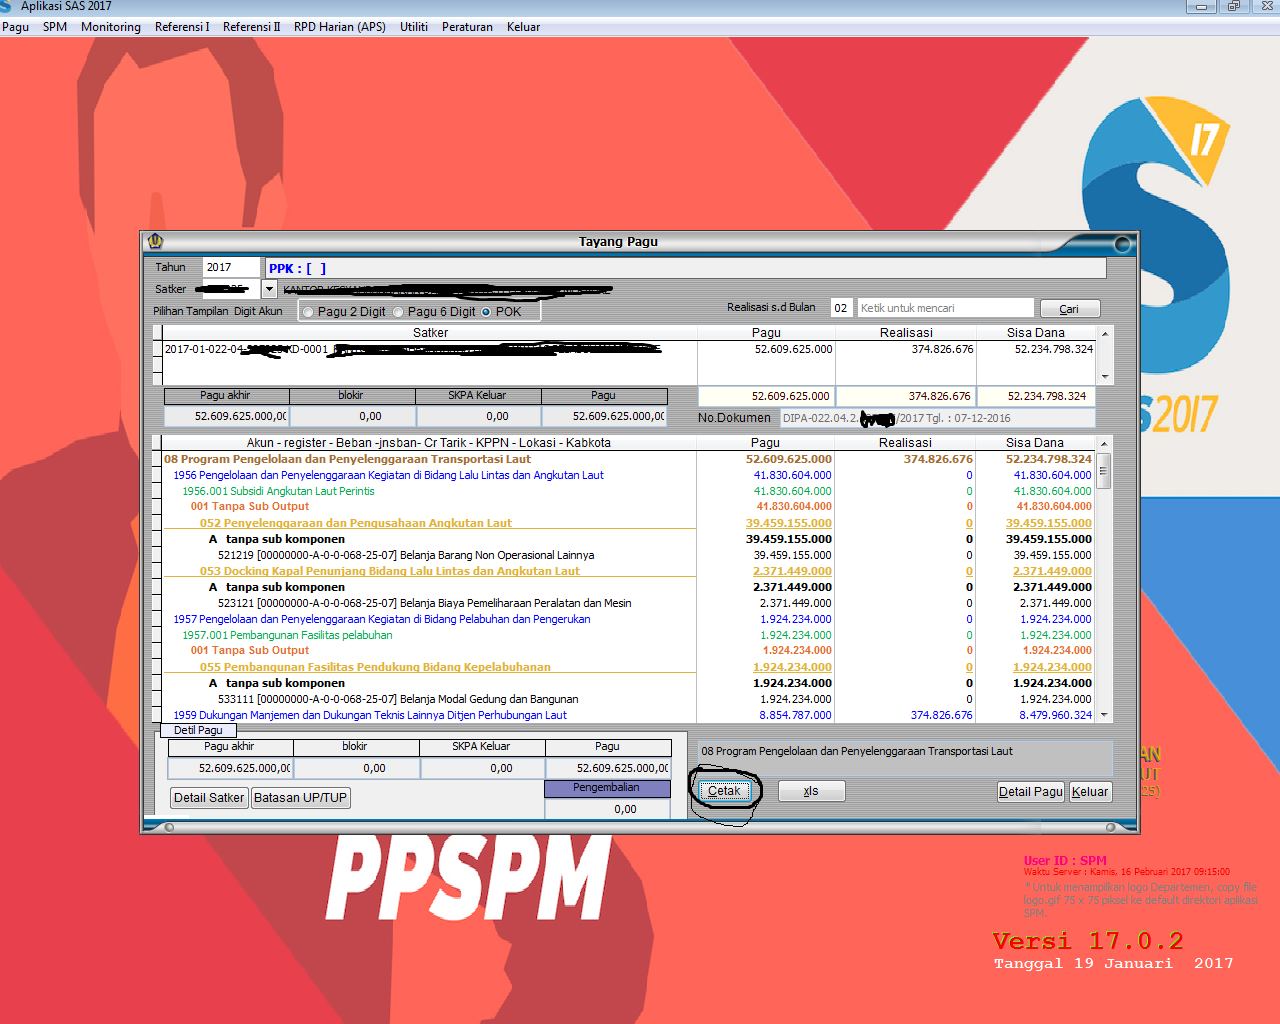 Aplikasi SAS 2017
Pagu SPM Monitoring Referensi I Referensi II RPD Harian (APS) Utiliti Peraturan Keluar
17
S 2017
Tayang Pagu
Tahun 2017 PPK : [ ]
Satker
Pilihan Tampilan Digit Akun Pagu 2 Digit Pagu 6 Digit POK Realisasi s.d Bulan 02 Ketik untuk mencari Cari
Satker Pagu Realisasi Sisa Dana
2017-01-022-04- KD-0001 52.609.625.000 374.826.676 52.234.798.324
Pagu akhir blokir SKPA Keluar Pagu 52.609.625.000 374.826.676 52.234.798.324
52.609.625.000,00 0,00 0,00 52.609.625.000,00 No.Dokumen DIPA-022.04.2. /2017 Tgl. : 07-12-2016
Akun - register - Beban -jnsban- Cr Tarik - KPPN - Lokasi - Kabkota Pagu Realisasi Sisa Dana
08 Program Pengelolaan dan Penyelenggaraan Transportasi Laut 52.609.625.000 374.826.676 52.234.798.324
1956 Pengelolaan dan Penyelenggaraan Kegiatan di Bidang Lalu Lintas dan Angkutan Laut 41.830.604.000 0 41.830.604.000
1956.001 Subsidi Angkutan Laut Perintis 41.830.604.000 0 41.830.604.000
001 Tanpa Sub Output 41.830.604.000 0 41.830.604.000
052 Penyelenggaraan dan Pengusahaan Angkutan Laut 39.459.155.000 0 39.459.155.000
A tanpa sub komponen 39.459.155.000 0 39.459.155.000
521219 [00000000-A-0-0-068-25-07] Belanja Barang Non Operasional Lainnya 39.459.155.000 0 39.459.155.000
053 Docking Kapal Penunjang Bidang Lalu Lintas dan Angkutan Laut 2.371.449.000 0 2.371.449.000
A tanpa sub komponen 2.371.449.000 0 2.371.449.000
523121 [00000000-A-0-0-068-25-07] Belanja Biaya Pemeliharaan Peralatan dan Mesin 2.371.449.000 0 2.371.449.000
1957 Pengelolaan dan Penyelenggaraan Kegiatan di Bidang Pelabuhan dan Pengerukan 1.924.234.000 0 1.924.234.000
1957.001 Pembangunan Fasilitas pelabuhan 1.924.234.000 0 1.924.234.000
001 Tanpa Sub Output 1.924.234.000 0 1.924.234.000
055 Pembangunan Fasilitas Pendukung Bidang Kepelabuhanan 1.924.234.000 0 1.924.234.000
A tanpa sub komponen 1.924.234.000 0 1.924.234.000
533111 [00000000-A-0-0-068-25-07] Belanja Modal Gedung dan Bangunan 1.924.234.000 0 1.924.234.000
1959 Dukungan Manjemen dan Dukungan Teknis Lainnya Ditjen Perhubungan Laut 8.854.787.000 374.826.676 8.479.960.324
Detil Pagu
Pagu akhir blokir SKPA Keluar Pagu 08 Program Pengelolaan dan Penyelenggaraan Transportasi Laut
52.609.625.000,00 0,00 0,00 52.609.625.000,00
Detail Satker Batasan UP/TUP Pengembalian Cetak xls Detail Pagu Keluar
0,00
AN
UT
25)
PPSPM
User ID : SPM
Waktu Server : Kamis, 16 Pebruari 2017 09:15:00
* Untuk menampilkan logo Departemen, copy file
logo.gif 75 x 75 piksel ke default direktori aplikasi
SPM.
Versi 17.0.2
Tanggal 19 Januari 2017